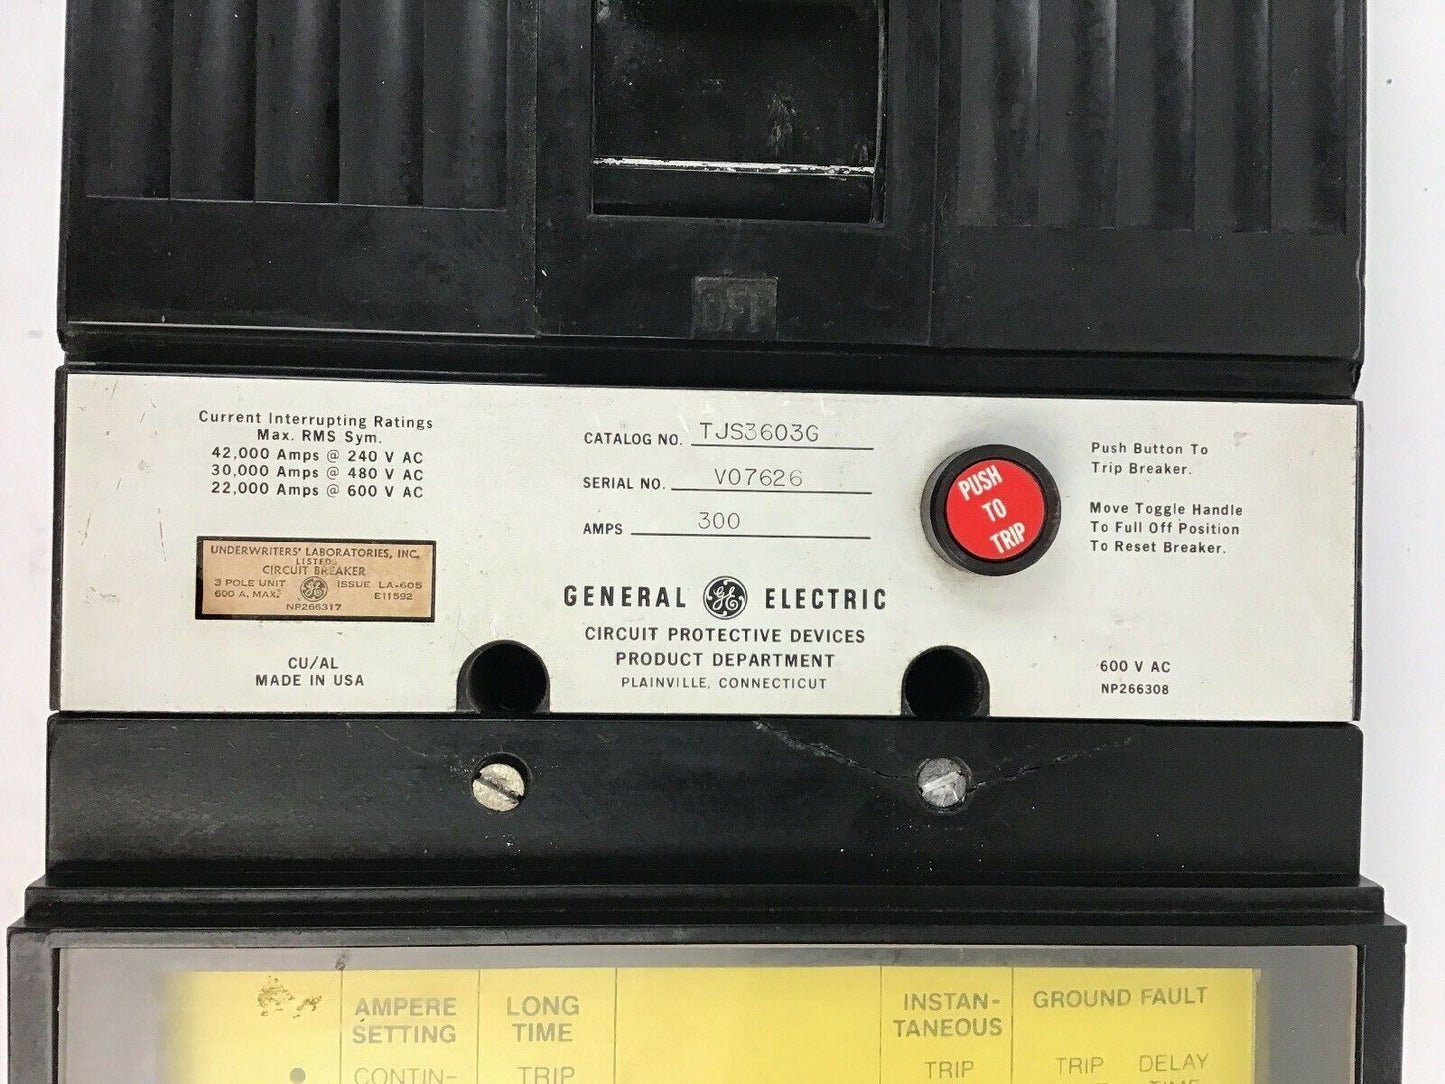 OFF
Current Interrupting Ratings
Max. RMS Sym.
42,000 Amps @ 240 V AC
30,000 Amps @ 480 V AC
22,000 Amps @ 600 V AC
UNDERWRITERS' LABORATORIES, INC.
LISTED
CIRCUIT BREAKER
3 POLE UNIT GE ISSUE LA-605
600 A. MAX. E11592
NP266317
CU/AL
MADE IN USA
CATALOG NO. TJS3603G
SERIAL NO. V07626
AMPS 300
GENERAL GE ELECTRIC
CIRCUIT PROTECTIVE DEVICES
PRODUCT DEPARTMENT
PLAINVILLE, CONNECTICUT
PUSH
TO
TRIP
Push Button To
Trip Breaker.
Move Toggle Handle
To Full Off Position
To Reset Breaker.
600 V AC
NP266308
AMPERE
SETTING
CONTIN-
LONG
TIME
TRIP
INSTAN-
TANEOUS
TRIP
GROUND FAULT
TRIP DELAY
TIME